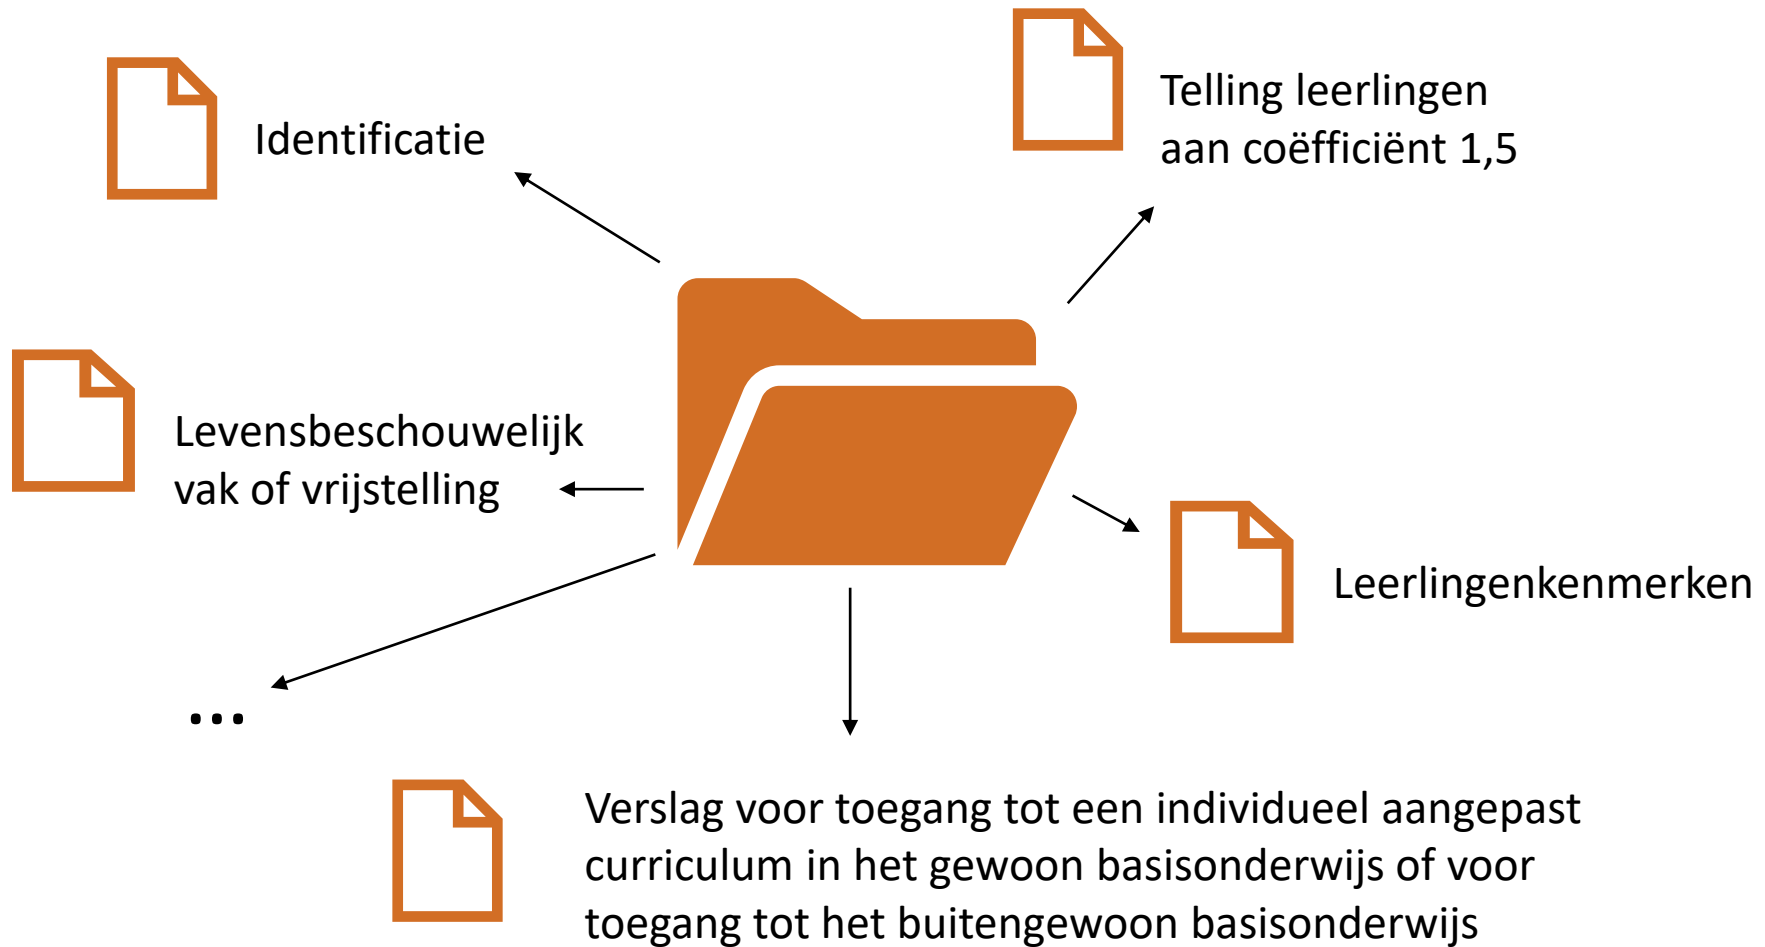 Identificatie
Telling leerlingen
aan coëfficiënt 1,5
Levensbeschouwelijk
vak of vrijstelling
Leerlingenkenmerken
...
Verslag voor toegang tot een individueel aangepast
curriculum in het gewoon basisonderwijs of voor
toegang tot het buitengewoon basisonderwijs